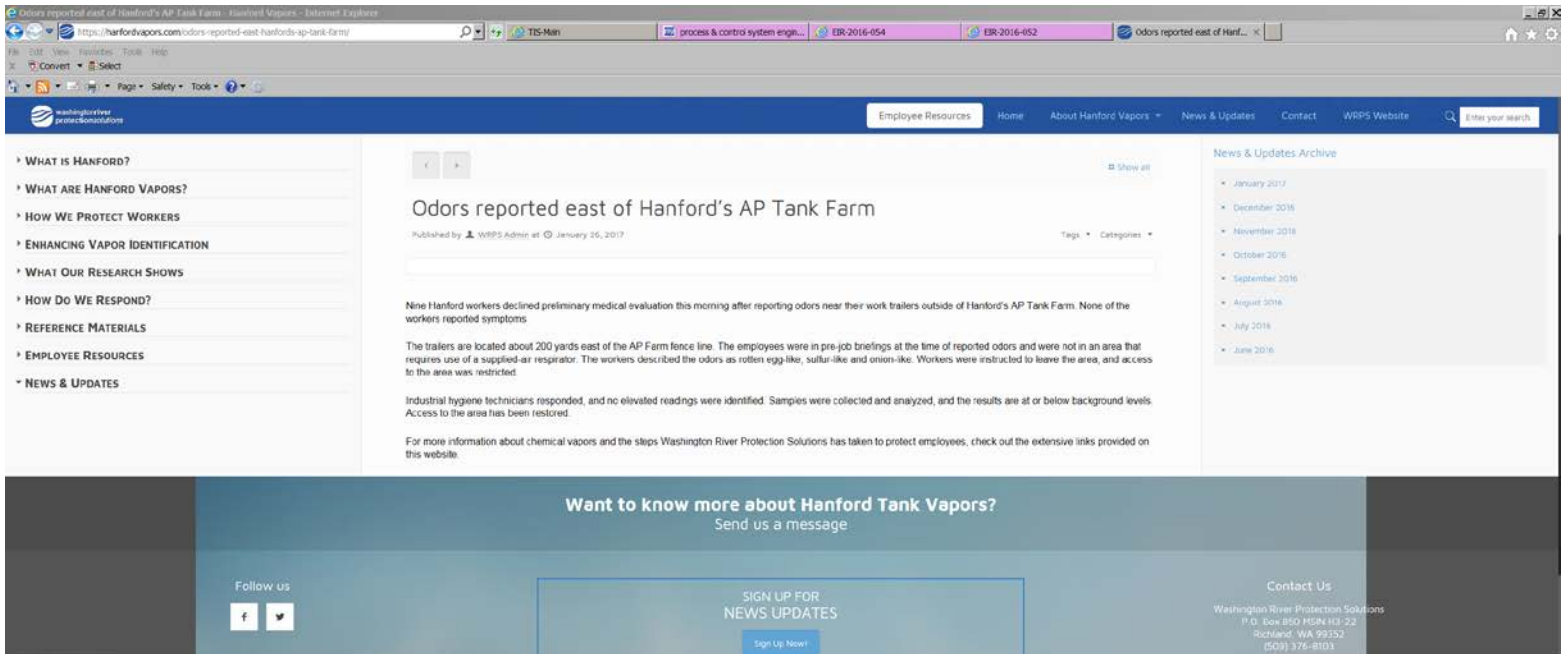 Odors reported east of Hanford's AP Tank Farm - Hanford Vapors - Internet Explorer
https://hanfordvapors.com/odors-reported-east-hanfords-ap-tank-farm/
TIS-Main
process & control system engin...
EIR-2016-054
EIR-2016-052
Odors reported east of Hanf...
File Edit View Favorites Tools Help
Convert Select
Page Safety Tools
washingtonriver
protectionsolutions
Employee Resources
Home
About Hanford Vapors
News & Updates
Contact
WRPS Website
Enter your search
WHAT IS HANFORD?
WHAT ARE HANFORD VAPORS?
HOW WE PROTECT WORKERS
ENHANCING VAPOR IDENTIFICATION
WHAT OUR RESEARCH SHOWS
HOW DO WE RESPOND?
REFERENCE MATERIALS
EMPLOYEE RESOURCES
NEWS & UPDATES
Show all
Odors reported east of Hanford's AP Tank Farm
Published by WRPS Admin at January 26, 2017
Tags Categories
Nine Hanford workers declined preliminary medical evaluation this morning after reporting odors near their work trailers outside of Hanford's AP Tank Farm. None of the
workers reported symptoms
The trailers are located about 200 yards east of the AP Farm fence line. The employees were in pre-job briefings at the time of reported odors and were not in an area that
requires use of a supplied-air respirator. The workers described the odors as rotten egg-like, sulfur-like and onion-like. Workers were instructed to leave the area, and access
to the area was restricted.
Industrial hygiene technicians responded, and no elevated readings were identified. Samples were collected and analyzed, and the results are at or below background levels.
Access to the area has been restored.
For more information about chemical vapors and the steps Washington River Protection Solutions has taken to protect employees, check out the extensive links provided on
this website.
News & Updates Archive
January 2017
December 2016
November 2016
October 2016
September 2016
August 2016
July 2016
June 2016
Want to know more about Hanford Tank Vapors?
Send us a message
Follow us
SIGN UP FOR
NEWS UPDATES
Sign Up Now!
Contact Us
Washington River Protection Solutions
P.O. Box 850 MSIN H3-22
Richland, WA 99352
(509) 376-8103